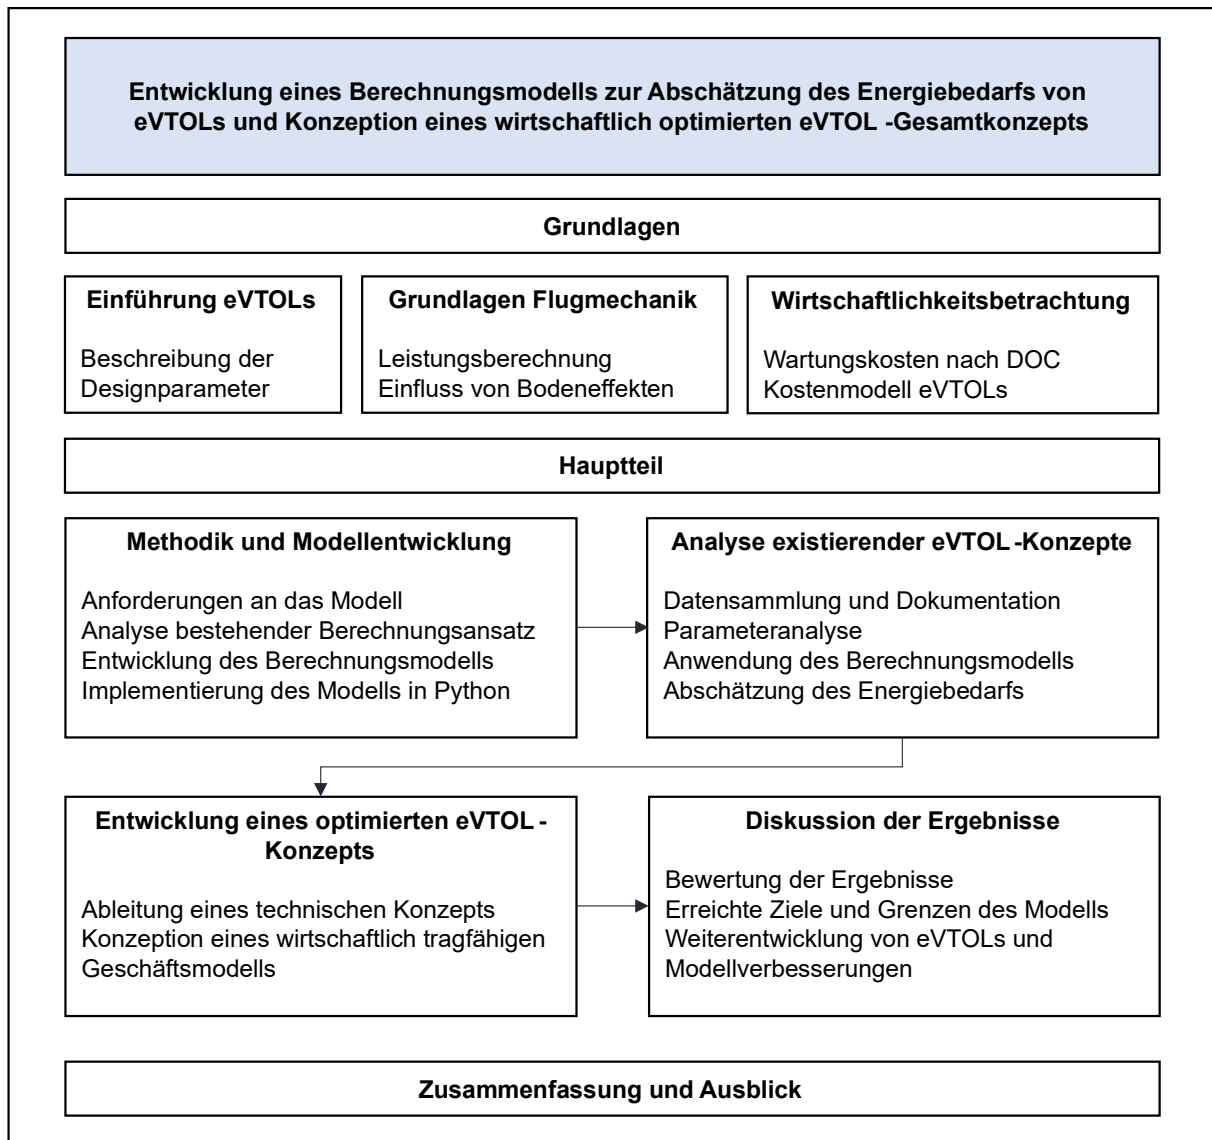 Entwicklung eines Berechnungsmodells zur Abschätzung des Energiebedarfs von
eVTOLs und Konzeption eines wirtschaftlich optimierten eVTOL -Gesamtkonzepts
Grundlagen
Einführung eVTOLs
Beschreibung der
Designparameter
Grundlagen Flugmechanik
Leistungsberechnung
Einfluss von Bodeneffekten
Wirtschaftlichkeitsbetrachtung
Wartungskosten nach DOC
Kostenmodell eVTOLs
Hauptteil
Methodik und Modellentwicklung
Anforderungen an das Modell
Analyse bestehender Berechnungsansatz
Entwicklung des Berechnungsmodells
Implementierung des Modells in Python
Analyse existierender eVTOL -Konzepte
Datensammlung und Dokumentation
Parameteranalyse
Anwendung des Berechnungsmodells
Abschätzung des Energiebedarfs
Entwicklung eines optimierten eVTOL -
Konzepts
Ableitung eines technischen Konzepts
Konzeption eines wirtschaftlich tragfähigen
Geschäftsmodells
Diskussion der Ergebnisse
Bewertung der Ergebnisse
Erreichte Ziele und Grenzen des Modells
Weiterentwicklung von eVTOLs und
Modellverbesserungen
Zusammenfassung und Ausblick